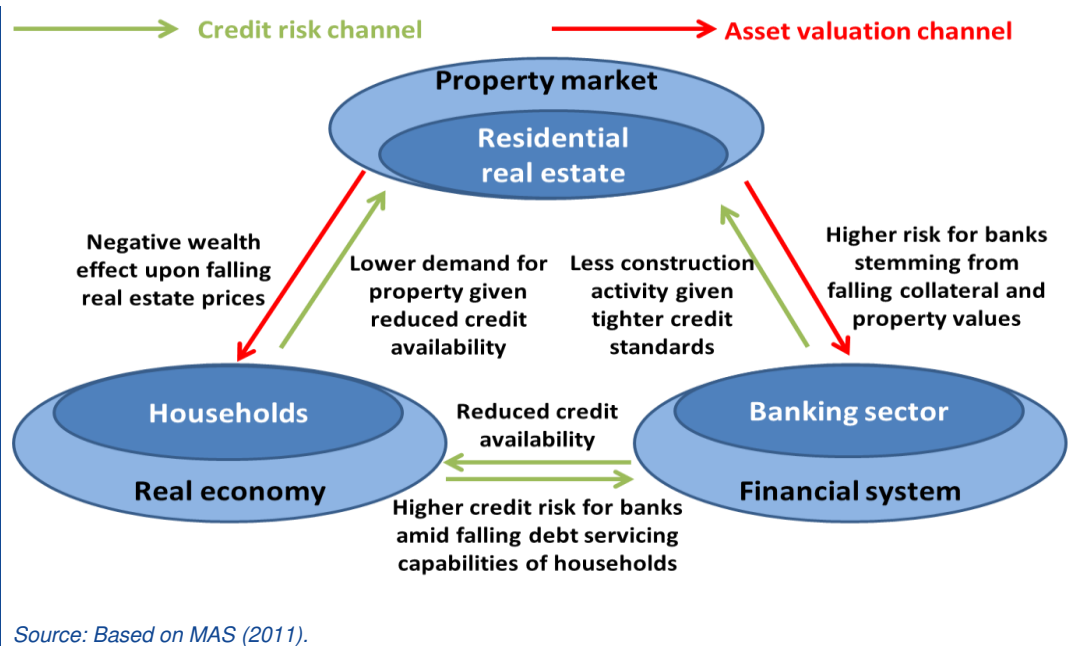 Credit risk channel
Asset valuation channel
Property market
Residential
real estate
Negative wealth
effect upon falling
real estate prices
Lower demand for
property given
reduced credit
availability
Less construction
activity given
tighter credit
standards
Higher risk for banks
stemming from
falling collateral and
property values
Households
Real economy
Reduced credit
availability
Higher credit risk for banks
amid falling debt servicing
capabilities of households
Banking sector
Financial system
Source: Based on MAS (2011).